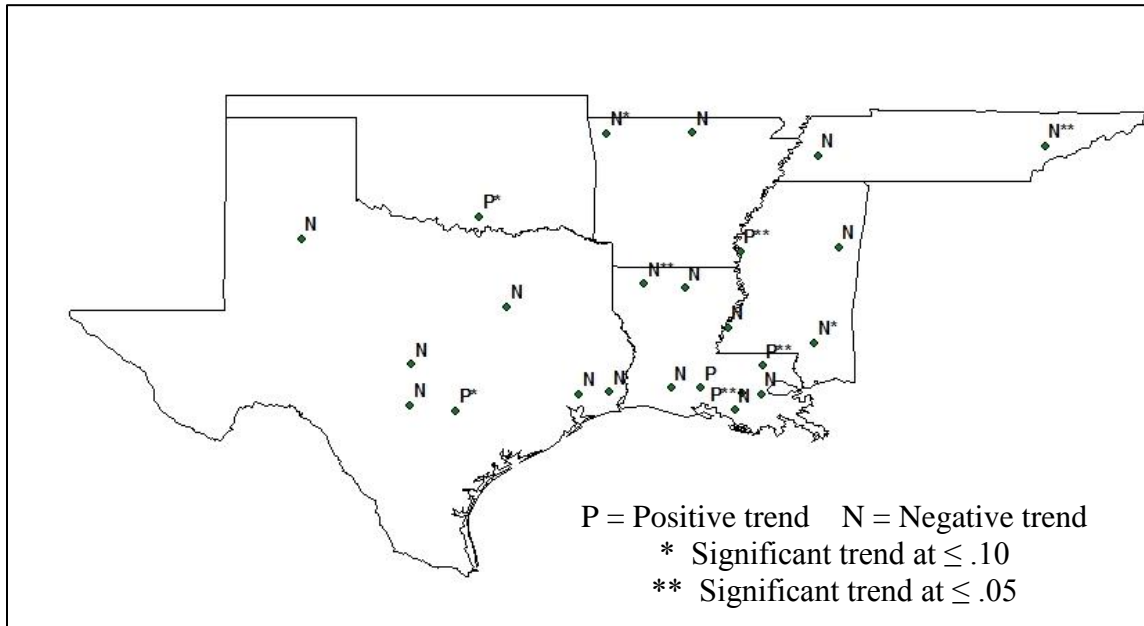 N*
N
N
N**
P*
N
P**
N
N**
N
N
N
N*
P**
N
N
P*
N
N
N
P
P**
N
N
P = Positive trend N = Negative trend
* Significant trend at ≤ .10
** Significant trend at ≤ .05